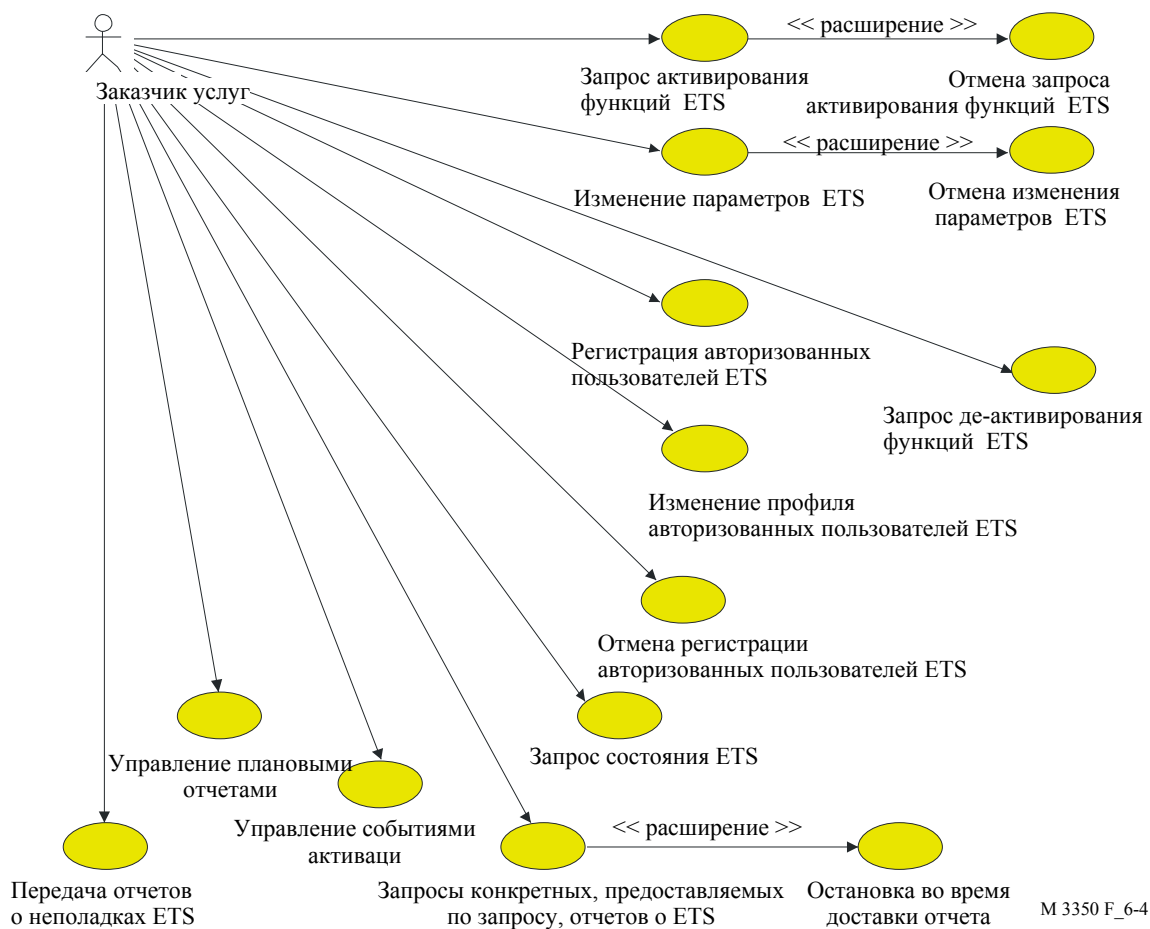 << расширение >>
Заказчик услуг
Запрос активирования
функций ETS
Отмена запроса
активирования функций ETS
<< расширение >>
Изменение параметров ETS
Отмена изменения
параметров ETS
Регистрация авторизованных
пользователей ETS
Запрос де-активирования
функций ETS
Изменение профиля
авторизованных пользователей ETS
Отмена регистрации
авторизованных пользователей ETS
Запрос состояния ETS
Управление плановыми
отчетами
Управление событиями
активаци
<< расширение >>
Передача отчетов
о неполадках ETS
Запросы конкретных, предоставляемых
по запросу, отчетов о ETS
Остановка во время
доставки отчета
M 3350 F_6-4